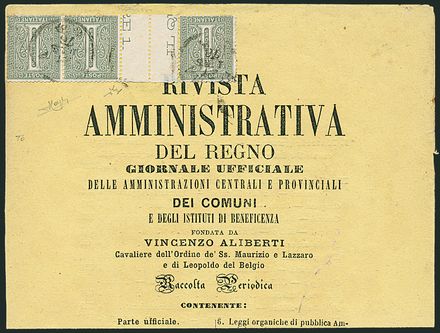 RIVISTA
AMMINISTRATIVA
DEL REGNO
GIORNALE UFFICIALE
DELLE AMMINISTRAZIONI CENTRALI E PROVINCIALI
DEI COMUNI
E DEGLI ISTITUTI DI BENEFICENZA
FONDATA DA
VINCENZO ALIBERTI
Cavaliere dell'Ordine de' Ss. Maurizio e Lazzaro
e di Leopoldo del Belgio
Raccolta Periodica
CONTENENTE:
Parte ufficiale. 6. Leggi organiche di pubblica Am-